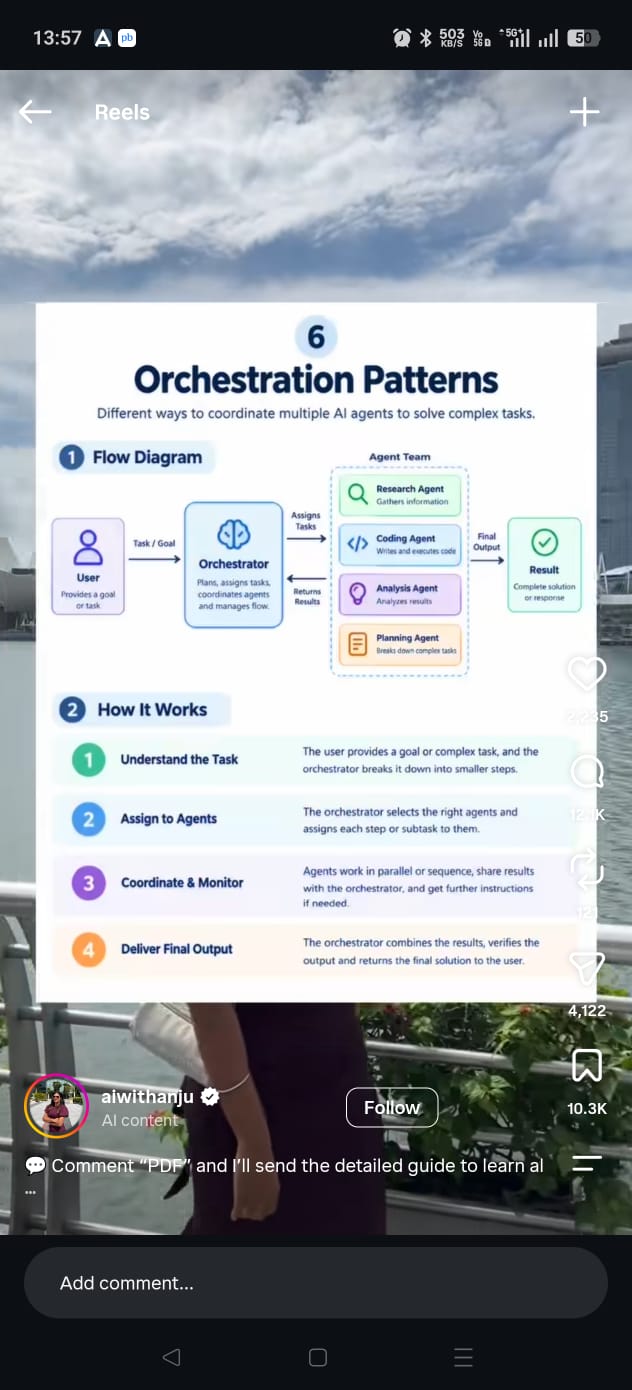 13:57
pb
503
KB/S
Vo
5G
5G+
50
Reels
6
Orchestration Patterns
Different ways to coordinate multiple AI agents to solve complex tasks.
1 Flow Diagram
Agent Team
User
Provides a goal
or task
Task / Goal
Orchestrator
Plans, assigns tasks,
coordinates agents
and manages flow.
Assigns
Tasks
Returns
Results
Research Agent
Gathers information
</> Coding Agent
Writes and executes code
Analysis Agent
Analyzes results
Planning Agent
Breaks down complex tasks
Final
Output
Result
Complete solution
or response
2 How It Works
1 Understand the Task
The user provides a goal or complex task, and the
orchestrator breaks it down into smaller steps.
2 Assign to Agents
The orchestrator selects the right agents and
assigns each step or subtask to them.
3 Coordinate & Monitor
Agents work in parallel or sequence, share results
with the orchestrator, and get further instructions
if needed.
4 Deliver Final Output
The orchestrator combines the results, verifies the
output and returns the final solution to the user.
4,122
10.3K
aiwithanju
AI content
Follow
💬 Comment “PDF” and I’ll send the detailed guide to learn al
...
Add comment...